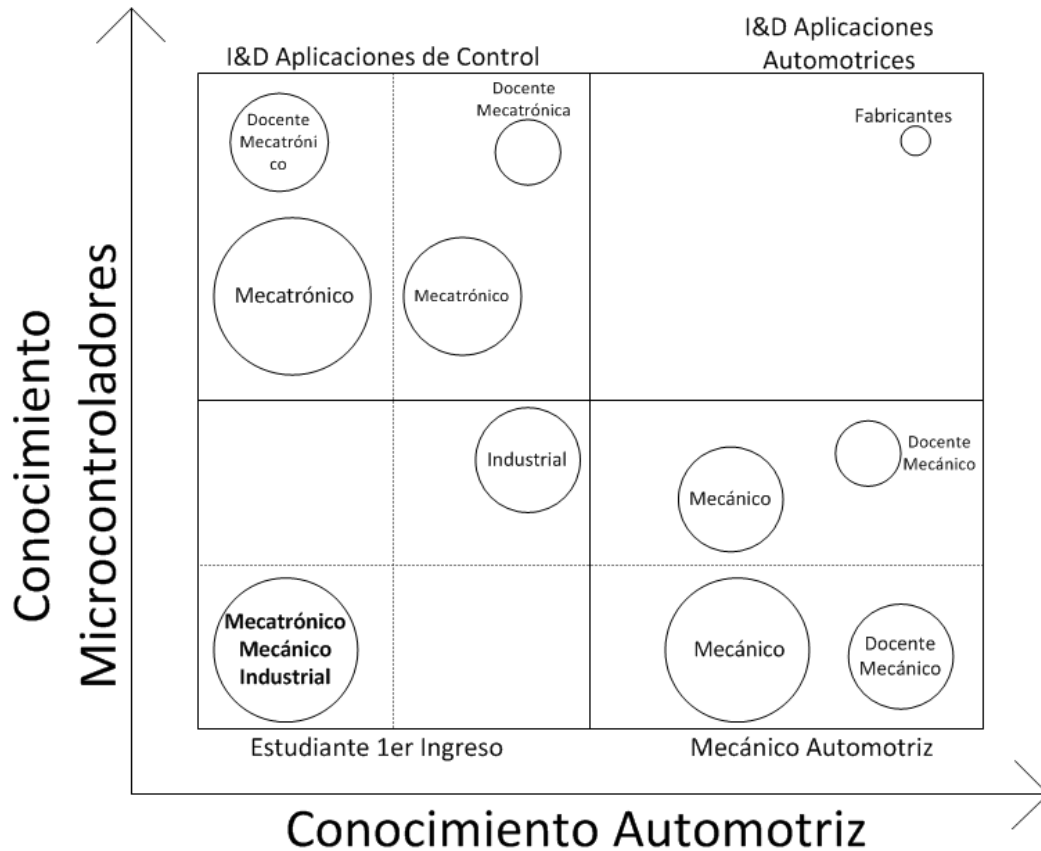 I&D Aplicaciones
Automotrices
I&D Aplicaciones de Control
Docente
Mecatróni
co
Docente
Mecatrónica
Fabricantes
Mecatrónico
Mecatrónico
Conocimiento
Microcontroladores
Industrial
Mecánico
Docente
Mecánico
Mecatrónico
Mecánico
Industrial
Mecánico
Docente
Mecánico
Estudiante 1er Ingreso
Mecánico Automotriz
Conocimiento Automotriz